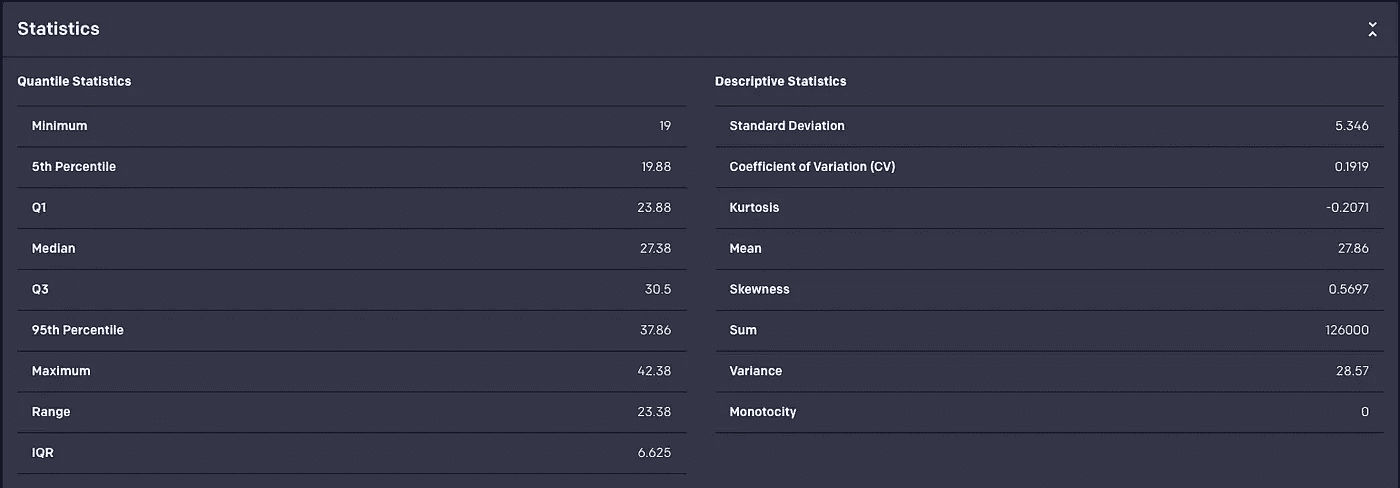 Statistics
Quantile Statistics
Minimum 19
5th Percentile 19.88
Q1 23.88
Median 27.38
Q3 30.5
95th Percentile 37.86
Maximum 42.38
Range 23.38
IQR 6.625
Descriptive Statistics
Standard Deviation 5.346
Coefficient of Variation (CV) 0.1919
Kurtosis -0.2071
Mean 27.86
Skewness 0.5697
Sum 126000
Variance 28.57
Monotocity 0